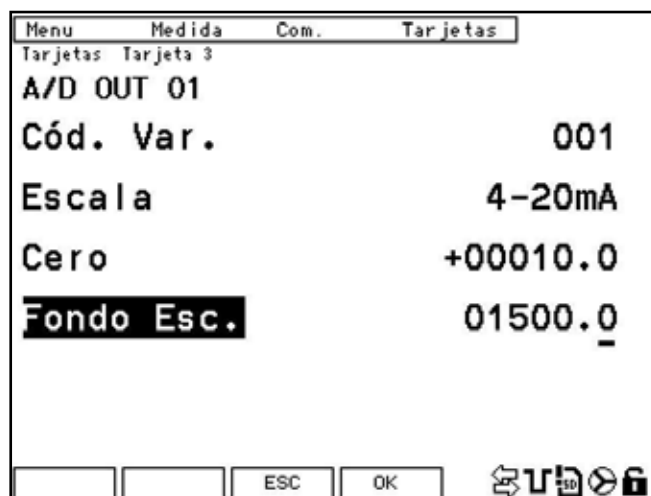 Menu Medida Com. Tarjetas
Tarjetas Tarjeta 3
A/D OUT 01
Cód. Var. 001
Escala 4-20mA
Cero +00010.0
Fondo Esc. 01500.0
ESC OK SD